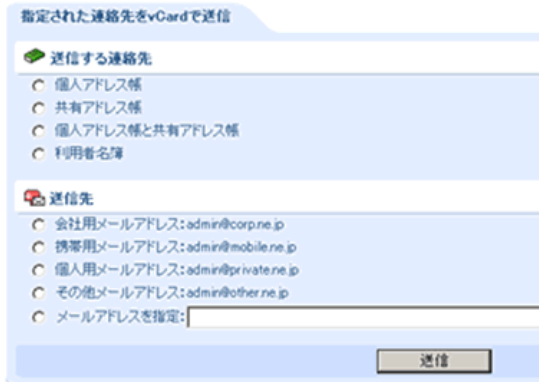 指定された連絡先をvCardで送信
送信する連絡先
個人アドレス帳
共有アドレス帳
個人アドレス帳と共有アドレス帳
利用者名簿
送信先
会社用メールアドレス:admin@corp.ne.jp
携帯用メールアドレス:admin@mobile.ne.jp
個人用メールアドレス:admin@private.ne.jp
その他メールアドレス:admin@other.ne.jp
メールアドレスを指定:
送信